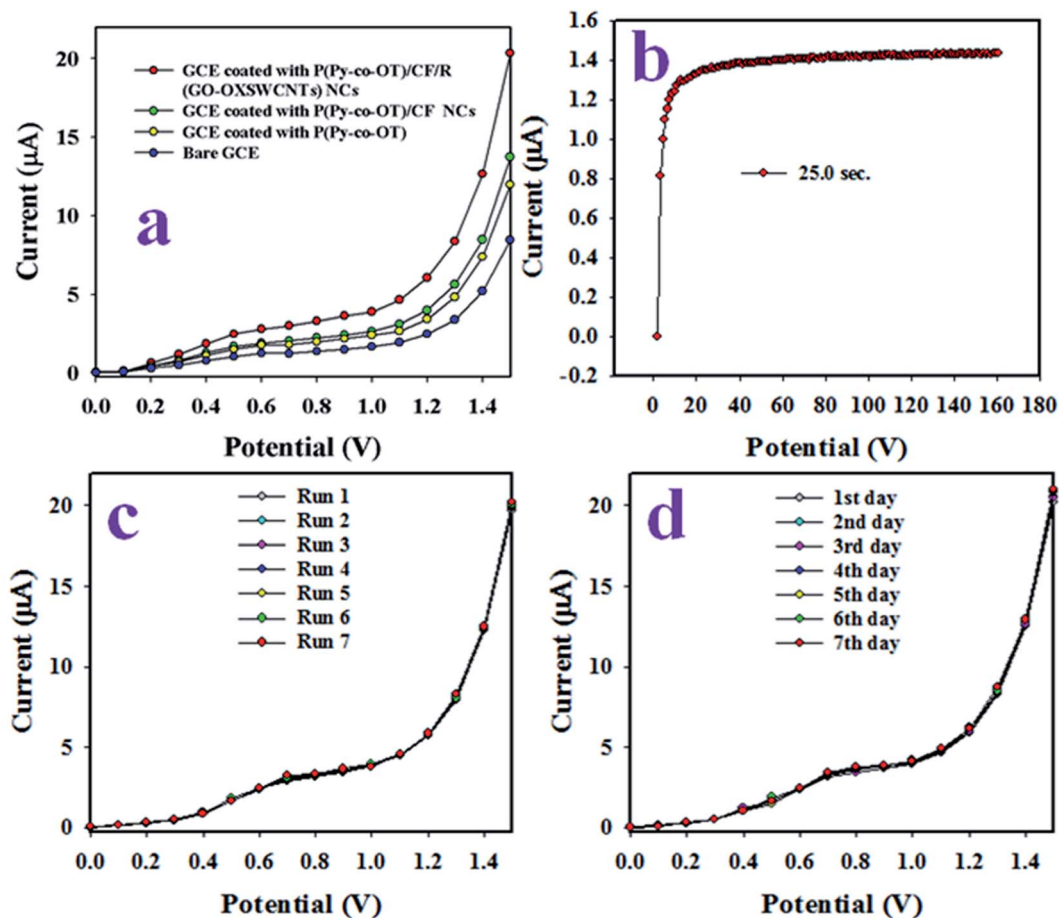 20
15
10
5
0
Current (µA)
GCE coated with P(Py-co-OT)/CF/R
(GO-OXSWCNTs) NCs
GCE coated with P(Py-co-OT)/CF NCs
GCE coated with P(Py-co-OT)
Bare GCE
a
0.0 0.2 0.4 0.6 0.8 1.0 1.2 1.4
Potential (V)
b
1.6
1.4
1.2
1.0
0.8
0.6
0.4
0.2
0.0
-0.2
Current (µA)
25.0 sec.
0 20 40 60 80 100 120 140 160 180
Potential (V)
c
20
15
10
5
0
Current (µA)
Run 1
Run 2
Run 3
Run 4
Run 5
Run 6
Run 7
0.0 0.2 0.4 0.6 0.8 1.0 1.2 1.4
Potential (V)
d
20
15
10
5
0
Current (µA)
1st day
2nd day
3rd day
4th day
5th day
6th day
7th day
0.0 0.2 0.4 0.6 0.8 1.0 1.2 1.4
Potential (V)